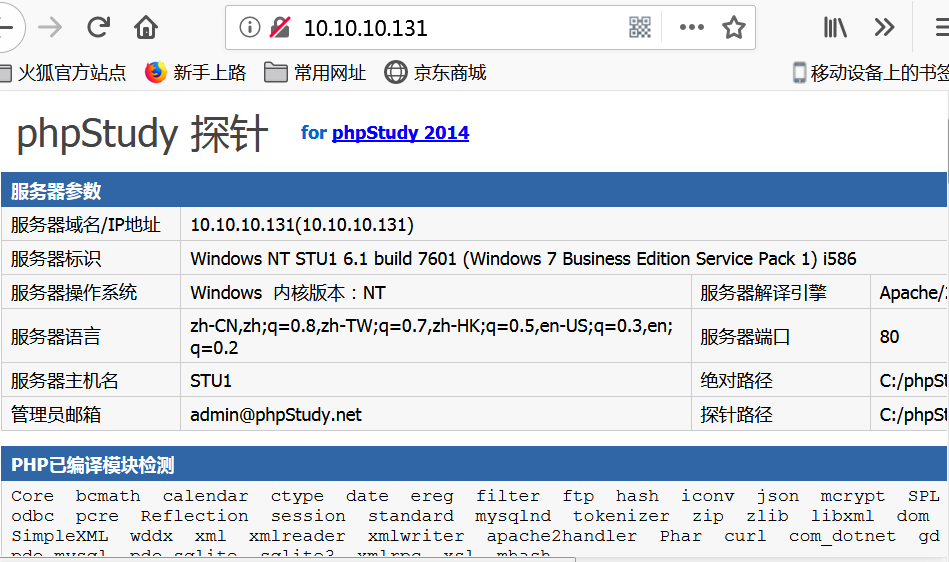 10.10.10.131
火狐官方站点 新手上路 常用网址 京东商城 移动设备上的书签
phpStudy 探针 for phpStudy 2014
服务器参数
服务器域名/IP地址 10.10.10.131(10.10.10.131)
服务器标识 Windows NT STU1 6.1 build 7601 (Windows 7 Business Edition Service Pack 1) i586
服务器操作系统 Windows 内核版本：NT 服务器解译引擎 Apache/
服务器语言 zh-CN,zh;q=0.8,zh-TW;q=0.7,zh-HK;q=0.5,en-US;q=0.3,en;
q=0.2 服务器端口 80
服务器主机名 STU1 绝对路径 C:/phpSt
管理员邮箱 admin@phpStudy.net 探针路径 C:/phpSt
PHP已编译模块检测
Core bcmath calendar ctype date ereg filter ftp hash iconv json mcrypt SPL
odbc pcre Reflection session standard mysqlnd tokenizer zip zlib libxml dom
SimpleXML wddx xml xmlreader xmlwriter apache2handler Phar curl com_dotnet gd
pdo_mysql pdo_sqlite sqlite3 xmlrpc xsl mhash